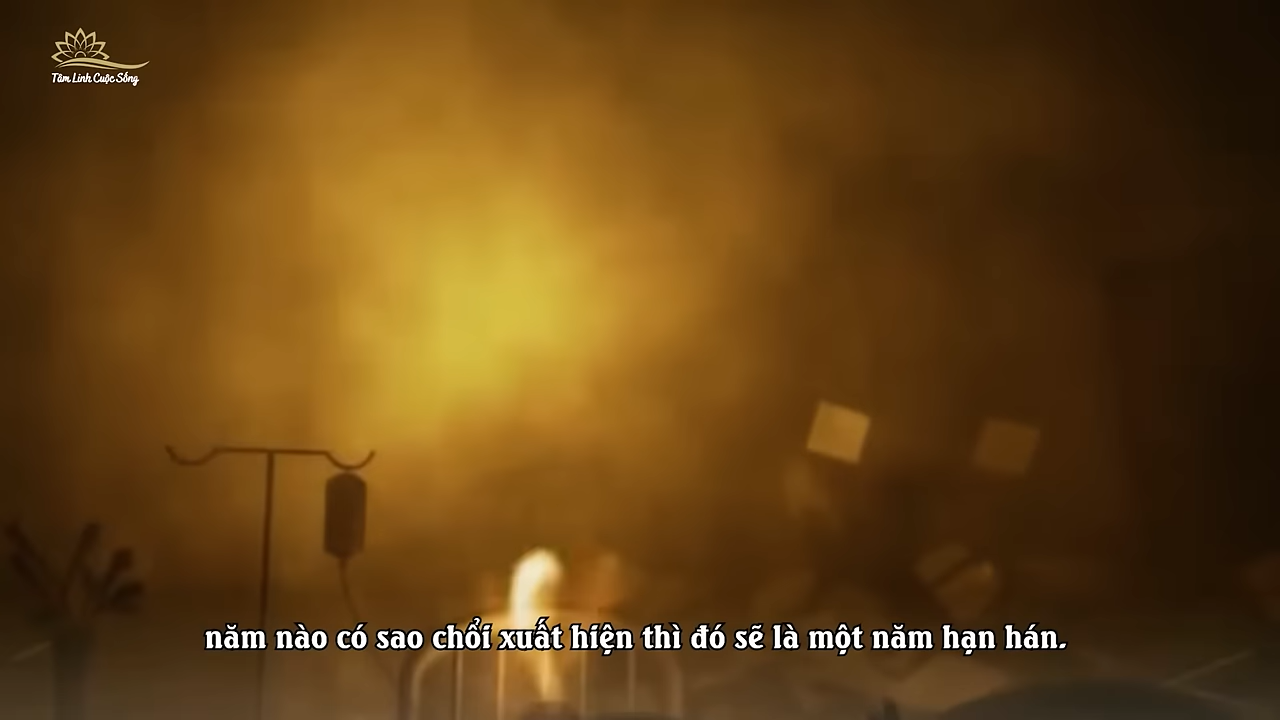 Tâm Linh Cuộc Sống
năm nào có sao chổi xuất hiện thì đó sẽ là một năm hạn hán.